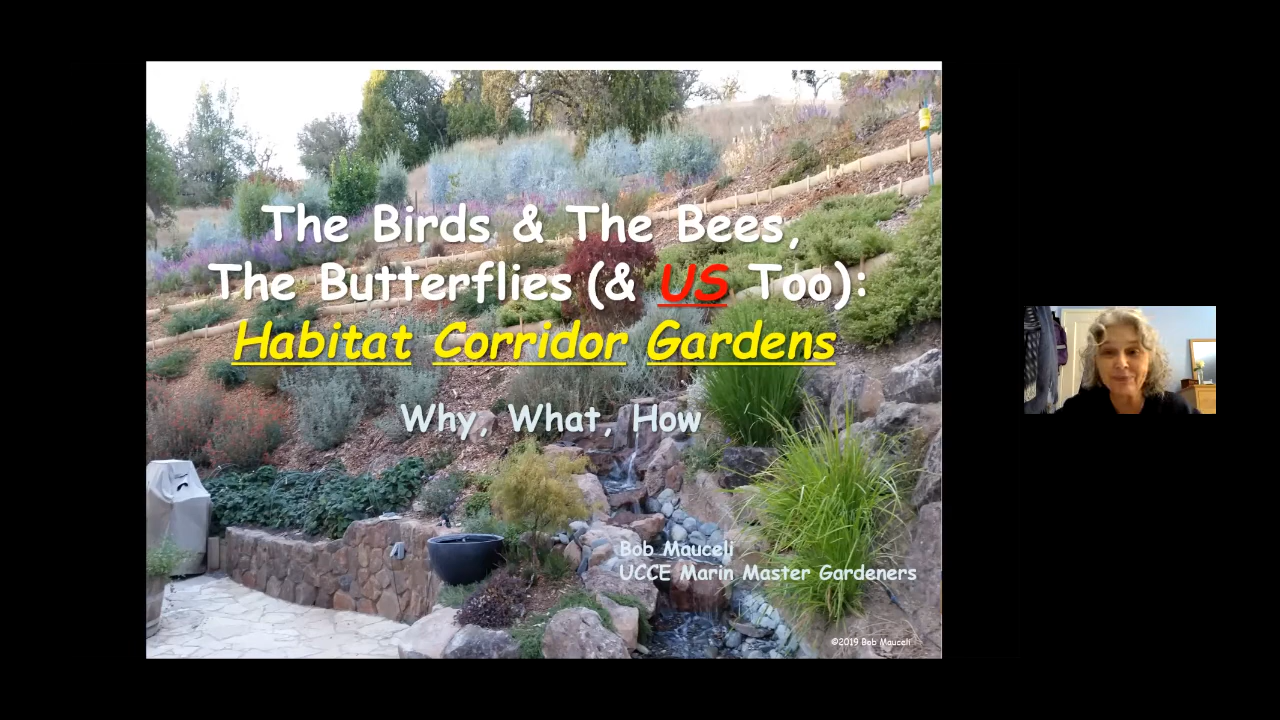 The Birds & The Bees,
The Butterflies (& US Too):
Habitat Corridor Gardens
Why, What, How
Bob Mauceli
UCCE Marin Master Gardeners
©2019 Bob Mauceli